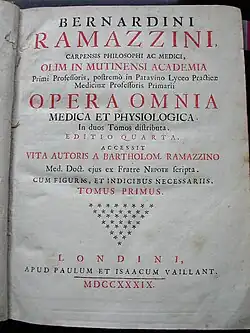 BERNARDINI
RAMAZZINI,
CARPENSIS PHILOSOPHI AC MEDICI,
OLIM IN MUTINENSI ACADEMIA
Primi Professoris, postremò in Patavino Lyceo Practicæ
Medicinæ Professoris Primarii
OPERA OMNIA
MEDICA ET PHYSIOLOGICA.
In duos Tomos distributa.
EDITIO QUARTA.
ACCESSIT
VITA AUTORIS A BARTHOLOM. RAMAZZINO
Med. Doct. ejus ex Fratre Nepote scripta.
CUM FIGURIS, ET INDICIBUS NECESSARIIS.
TOMUS PRIMUS.
LONDINI,
APUD PAULUM ET ISAACUM VAILLANT.
MDCCXXXIX.